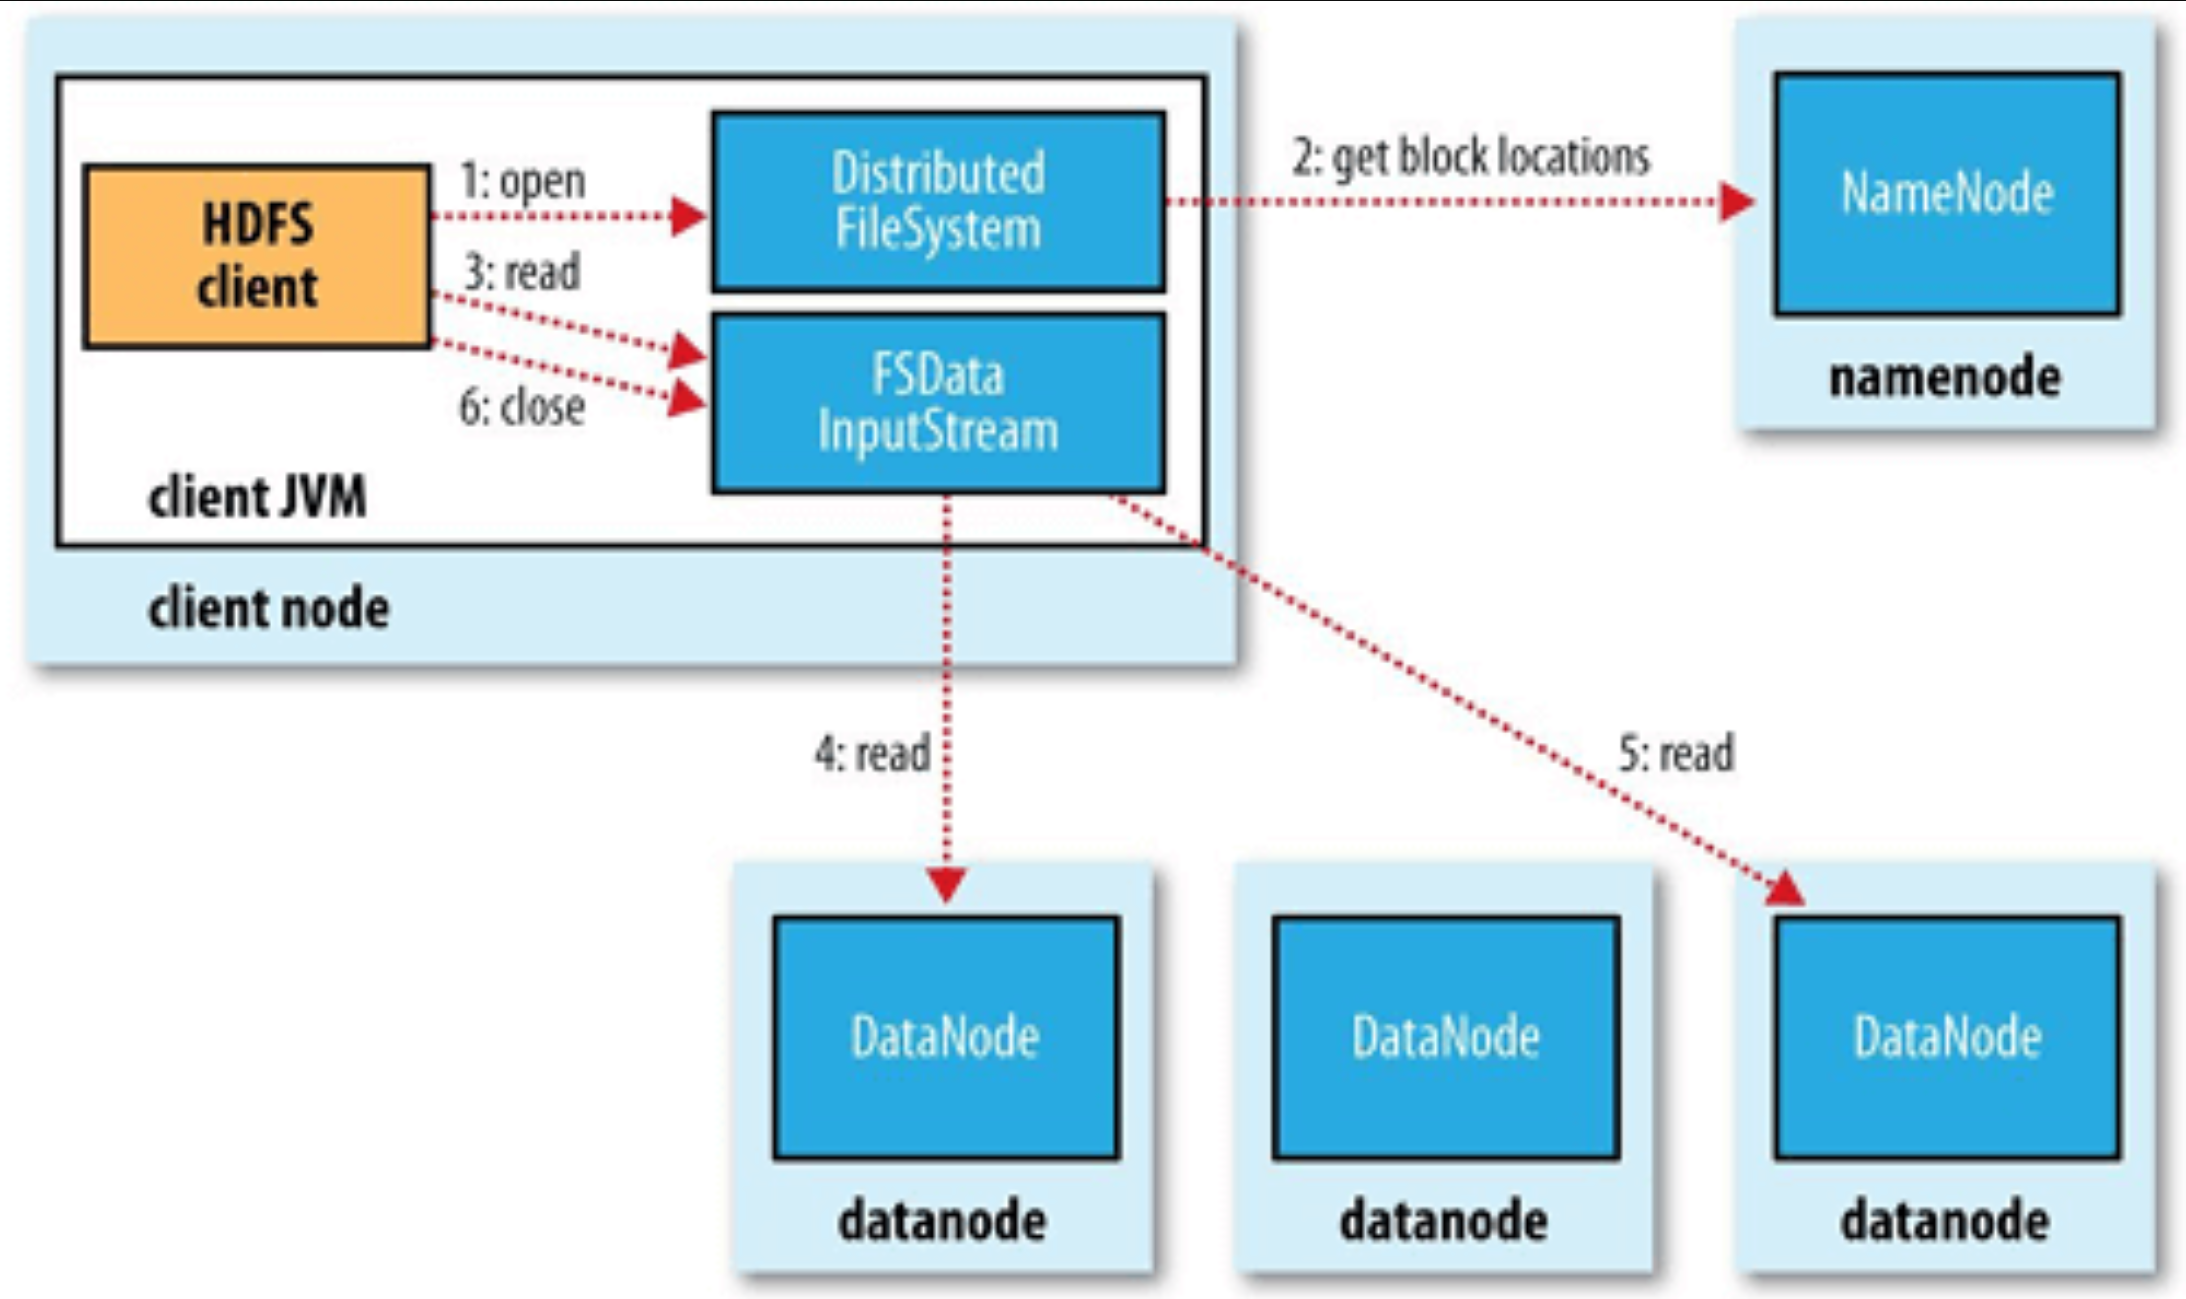 1: open
Distributed
FileSystem
2: get block locations
NameNode
HDFS
client
3: read
6: close
FSData
InputStream
namenode
client JVM
client node
4: read
5: read
DataNode
DataNode
DataNode
datanode
datanode
datanode